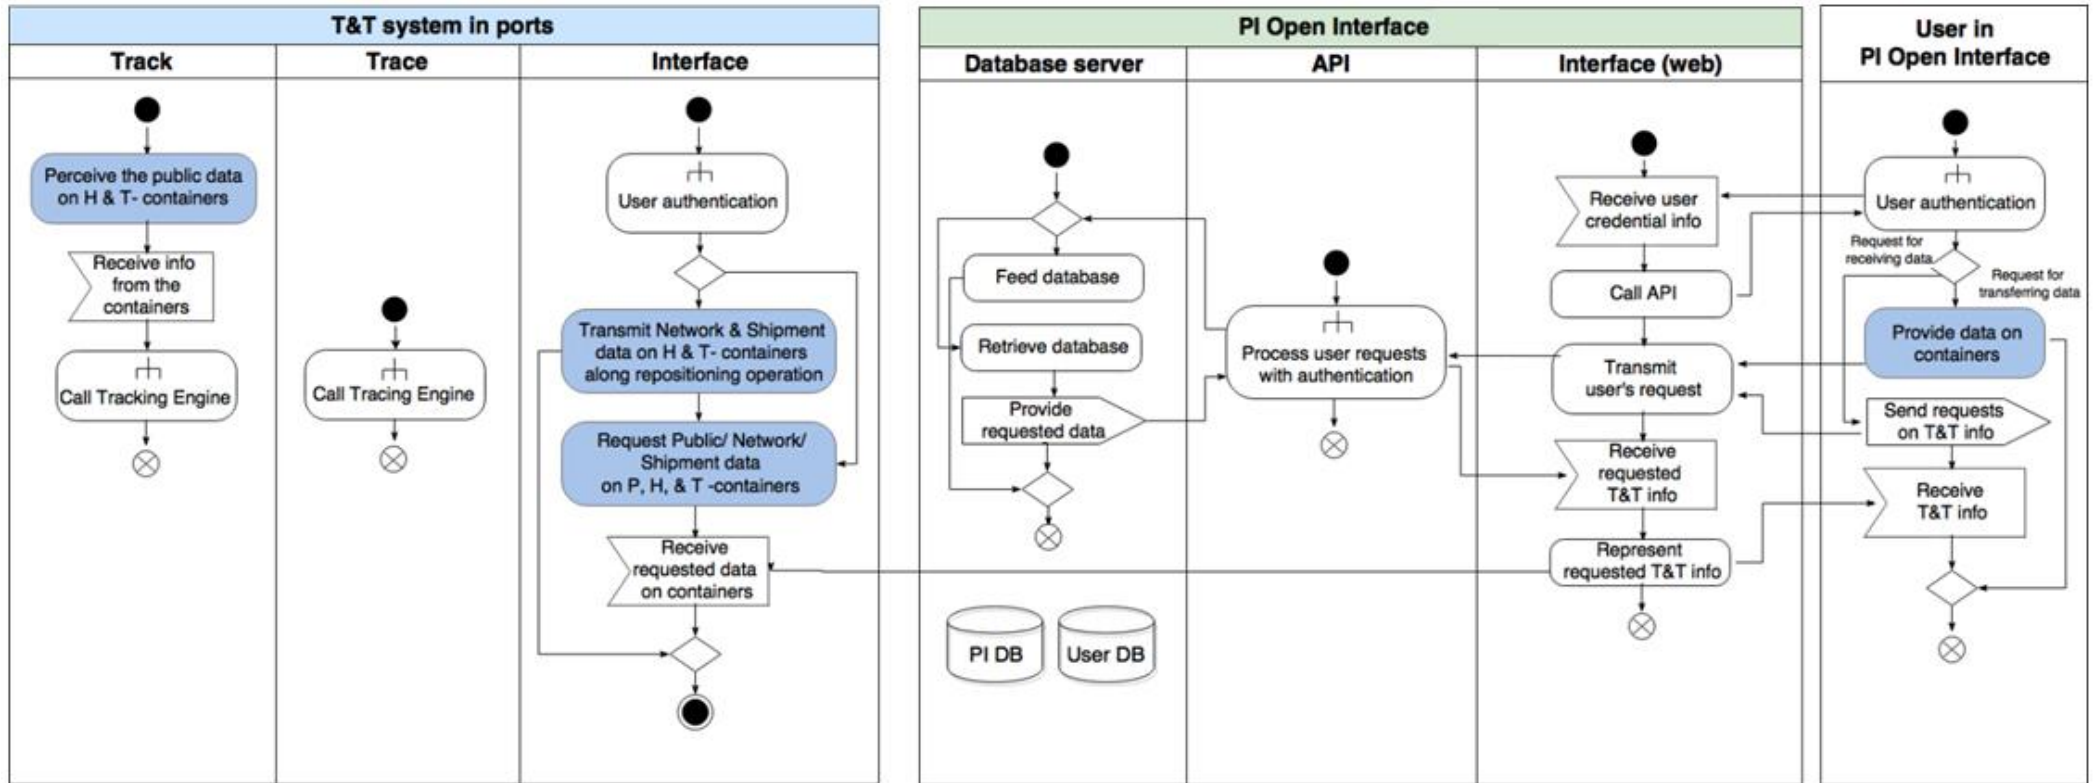 T&T system in ports
Track
Trace
Interface
Perceive the public data
on H & T- containers
Receive info
from the
containers
Call Tracking Engine
Call Tracing Engine
User authentication
Transmit Network & Shipment
data on H & T- containers
along repositioning operation
Request Public/ Network/
Shipment data
on P, H, & T -containers
Receive
requested data
on containers
PI Open Interface
Database server
API
Interface (web)
Feed database
Retrieve database
Provide
requested data
PI DB
User DB
Process user requests
with authentication
Receive user
credential info
Call API
Transmit
user's request
Receive
requested
T&T info
Represent
requested T&T info
User in
PI Open Interface
User authentication
Request for
receiving data
Request for
transferring data
Provide data on
containers
Send requests
on T&T info
Receive
T&T info